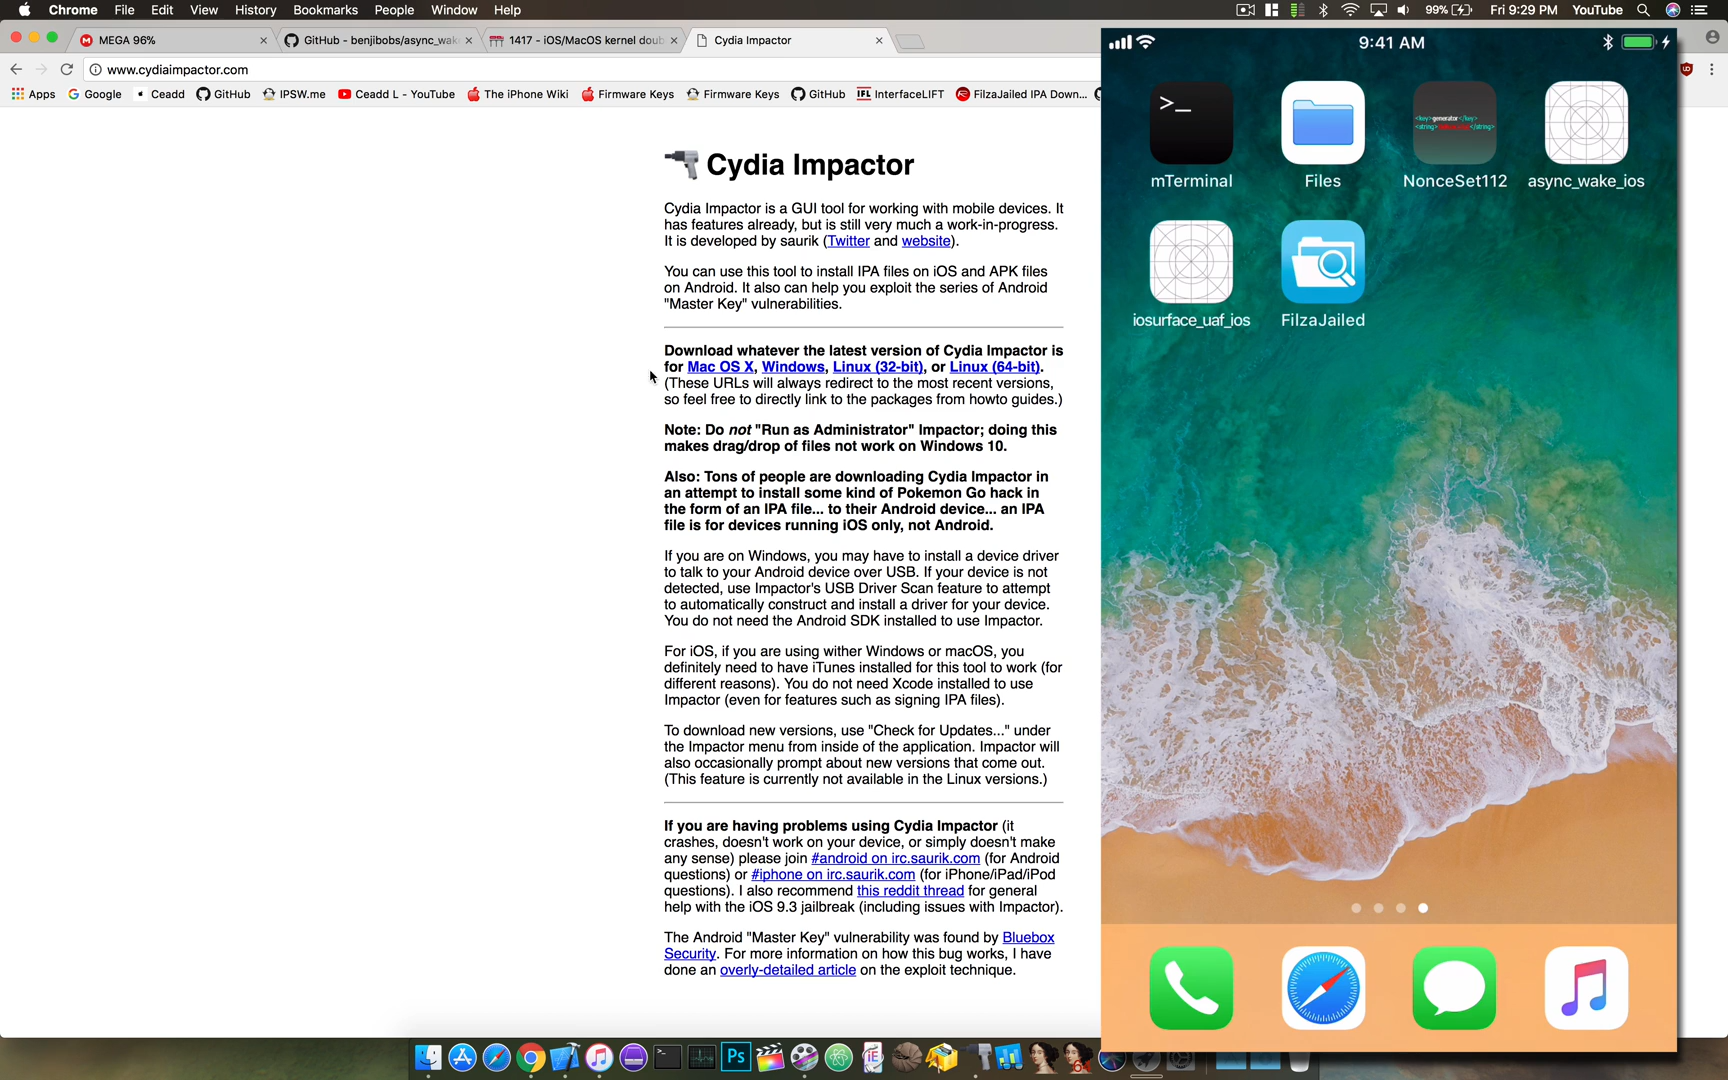 Chrome File Edit View History Bookmarks People Window Help
99% Fri 9:29 PM YouTube
MEGA 96%
GitHub - benjibobs/async_wake
1417 - iOS/MacOS kernel doub
Cydia Impactor
www.cydiaimpactor.com
Apps Google Ceadd GitHub IPSW.me Ceadd L - YouTube The iPhone Wiki Firmware Keys Firmware Keys GitHub InterfaceLIFT FilzaJailed IPA Down...
Cydia Impactor
Cydia Impactor is a GUI tool for working with mobile devices. It
has features already, but is still very much a work-in-progress.
It is developed by saurik (Twitter and website).
You can use this tool to install IPA files on iOS and APK files
on Android. It also can help you exploit the series of Android
"Master Key" vulnerabilities.
Download whatever the latest version of Cydia Impactor is
for Mac OS X, Windows, Linux (32-bit), or Linux (64-bit).
(These URLs will always redirect to the most recent versions,
so feel free to directly link to the packages from howto guides.)
Note: Do not "Run as Administrator" Impactor; doing this
makes drag/drop of files not work on Windows 10.
Also: Tons of people are downloading Cydia Impactor in
an attempt to install some kind of Pokemon Go hack in
the form of an IPA file... to their Android device... an IPA
file is for devices running iOS only, not Android.
If you are on Windows, you may have to install a device driver
to talk to your Android device over USB. If your device is not
detected, use Impactor's USB Driver Scan feature to attempt
to automatically construct and install a driver for your device.
You do not need the Android SDK installed to use Impactor.
For iOS, if you are using wither Windows or macOS, you
definitely need to have iTunes installed for this tool to work (for
different reasons). You do not need Xcode installed to use
Impactor (even for features such as signing IPA files).
To download new versions, use "Check for Updates..." under
the Impactor menu from inside of the application. Impactor will
also occasionally prompt about new versions that come out.
(This feature is currently not available in the Linux versions.)
If you are having problems using Cydia Impactor (it
crashes, doesn't work on your device, or simply doesn't make
any sense) please join #android on irc.saurik.com (for Android
questions) or #iphone on irc.saurik.com (for iPhone/iPad/iPod
questions). I also recommend this reddit thread for general
help with the iOS 9.3 jailbreak (including issues with Impactor).
The Android "Master Key" vulnerability was found by Bluebox
Security. For more information on how this bug works, I have
done an overly-detailed article on the exploit technique.
9:41 AM
>_
<key>generator</key>
mTerminal Files NonceSet112 async_wake_ios
iosurface_uaf_ios FilzaJailed
Ps